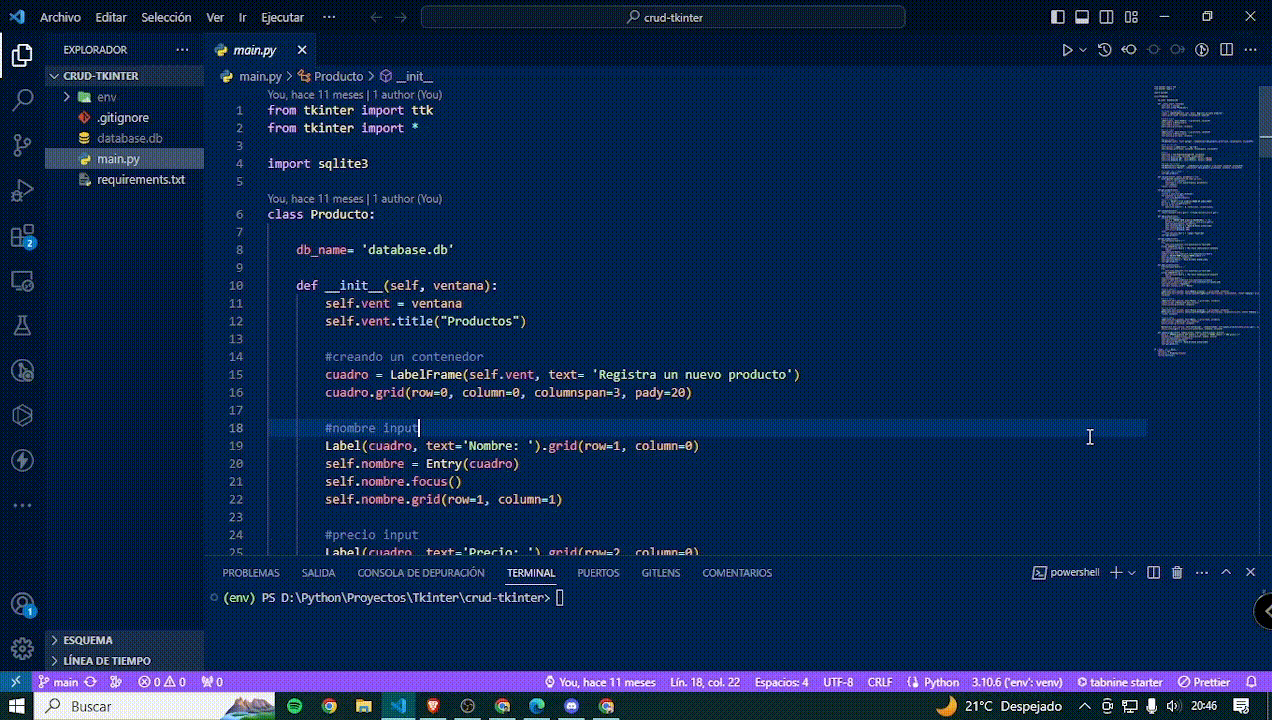 Archivo Editar Selección Ver Ir Ejecutar ··· crud-tkinter
EXPLORADOR ···
main.py
CRUD-TKINTER
env
.gitignore
database.db
main.py
requirements.txt
main.py > Producto > __init__
You, hace 11 meses | 1 author (You)
1 from tkinter import ttk
2 from tkinter import *
3
4 import sqlite3
5
You, hace 11 meses | 1 author (You)
6 class Producto:
7
8 db_name= 'database.db'
9
10 def __init__(self, ventana):
11 self.vent = ventana
12 self.vent.title("Productos")
13
14 #creando un contenedor
15 cuadro = LabelFrame(self.vent, text= 'Registra un nuevo producto')
16 cuadro.grid(row=0, column=0, columnspan=3, pady=20)
17
18 #nombre input
19 Label(cuadro, text='Nombre: ').grid(row=1, column=0)
20 self.nombre = Entry(cuadro)
21 self.nombre.focus()
22 self.nombre.grid(row=1, column=1)
23
24 #precio input
25 Label(cuadro, text='Precio: ').grid(row=2, column=0)
PROBLEMAS SALIDA CONSOLA DE DEPURACIÓN TERMINAL PUERTOS GITLENS COMENTARIOS powershell
(env) PS D:\Python\Proyectos\Tkinter\crud-tkinter>
2
1
ESQUEMA
LÍNEA DE TIEMPO
main 0 0 0 You, hace 11 meses Lín. 18, col. 22 Espacios: 4 UTF-8 CRLF Python 3.10.6 ('env': venv) tabnine starter Prettier
Buscar 21°C Despejado 20:46